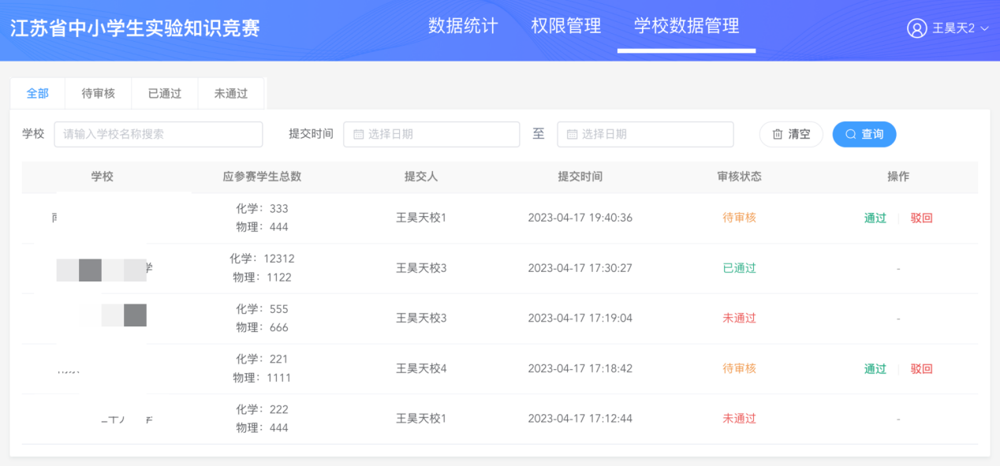 江苏省中小学生实验知识竞赛 数据统计 权限管理 学校数据管理 王昊天2
全部 待审核 已通过 未通过
学校 请输入学校名称搜索 提交时间 选择日期 至 选择日期 清空 查询
学校 应参赛学生总数 提交人 提交时间 审核状态 操作
化学：333
物理：444
王昊天校1 2023-04-17 19:40:36 待审核 通过 驳回
化学：12312
物理：1122
王昊天校3 2023-04-17 17:30:27 已通过 -
化学：555
物理：666
王昊天校3 2023-04-17 17:19:04 未通过 -
化学：221
物理：1111
王昊天校4 2023-04-17 17:18:42 待审核 通过 驳回
化学：222
物理：444
王昊天校1 2023-04-17 17:12:44 未通过 -